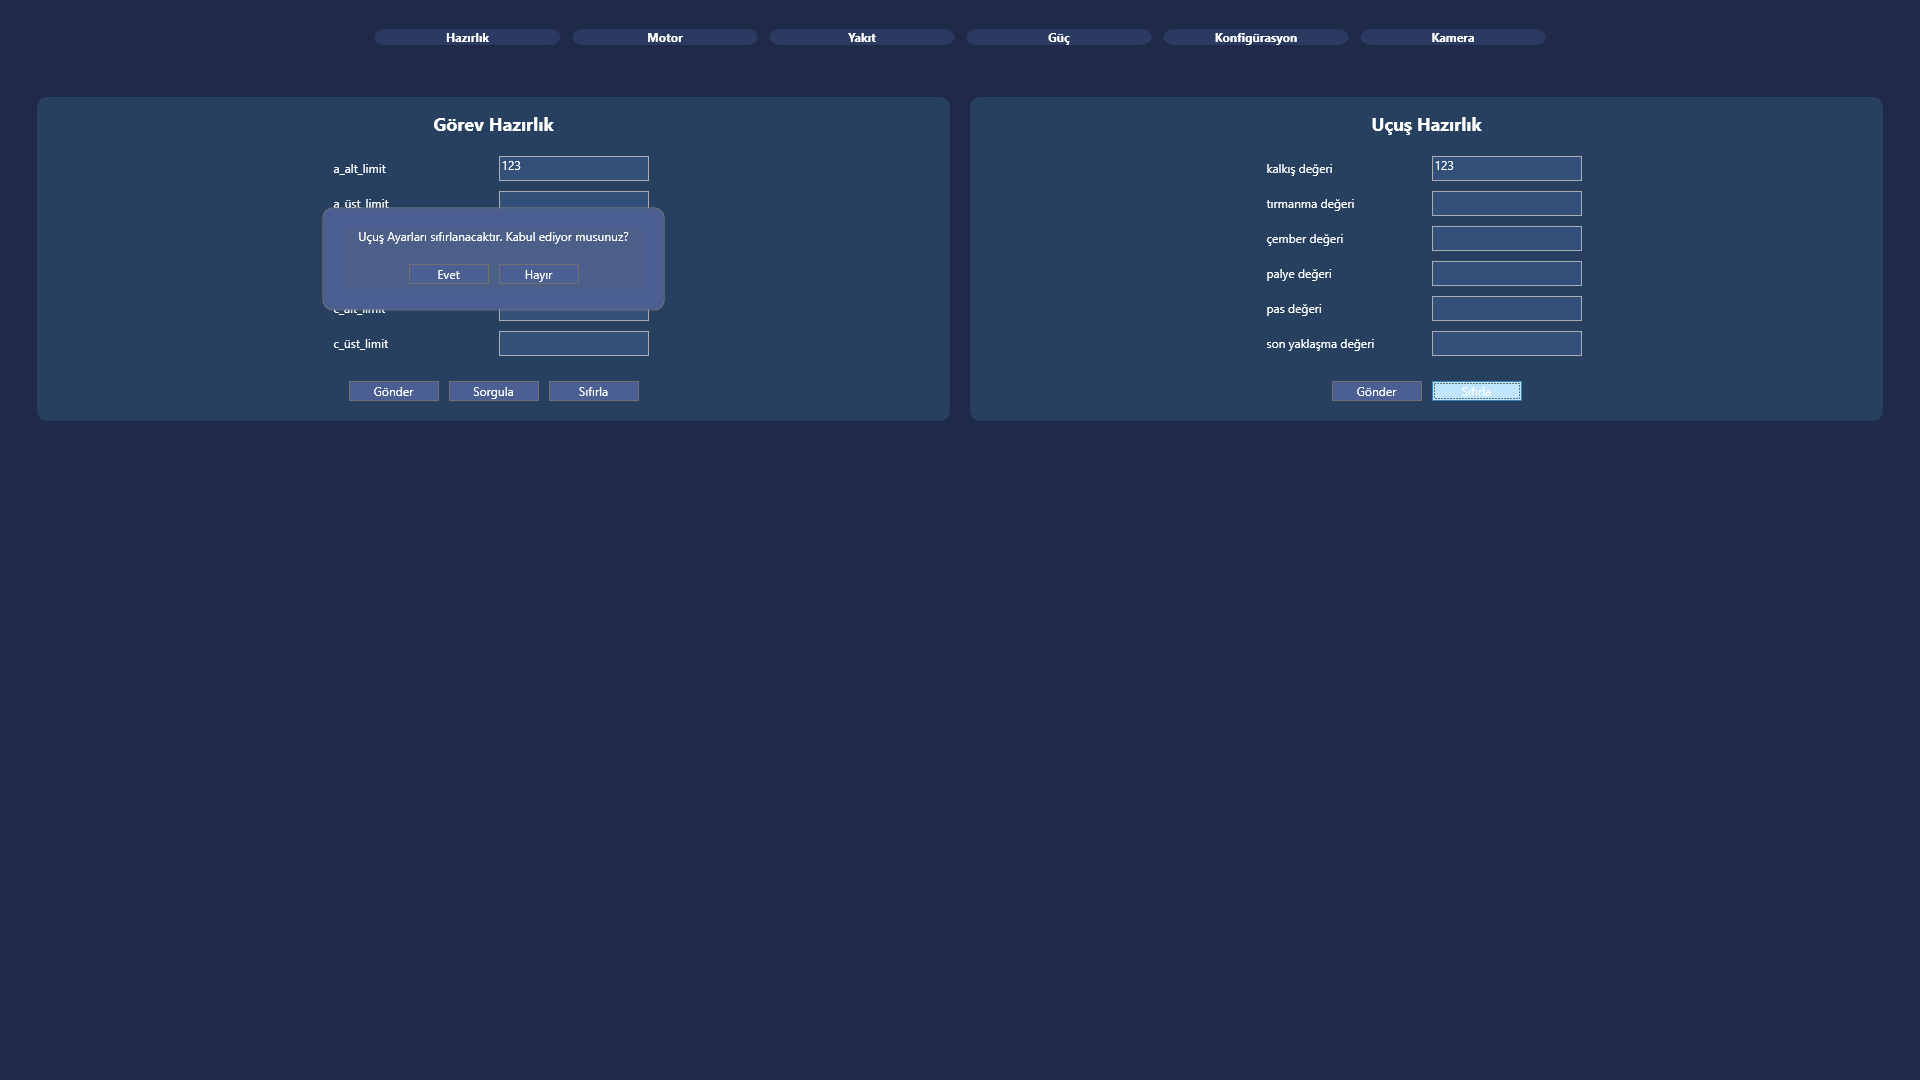 Hazırlık
Motor
Yakıt
Güç
Konfigürasyon
Kamera
Görev Hazırlık
a_alt_limit 123
a_üst_limit
Uçuş Ayarları sıfırlanacaktır. Kabul ediyor musunuz?
Evet Hayır
c_alt_limit
c_üst_limit
Gönder Sorgula Sıfırla
Uçuş Hazırlık
kalkış değeri 123
tırmanma değeri
çember değeri
palye değeri
pas değeri
son yaklaşma değeri
Gönder Sıfırla